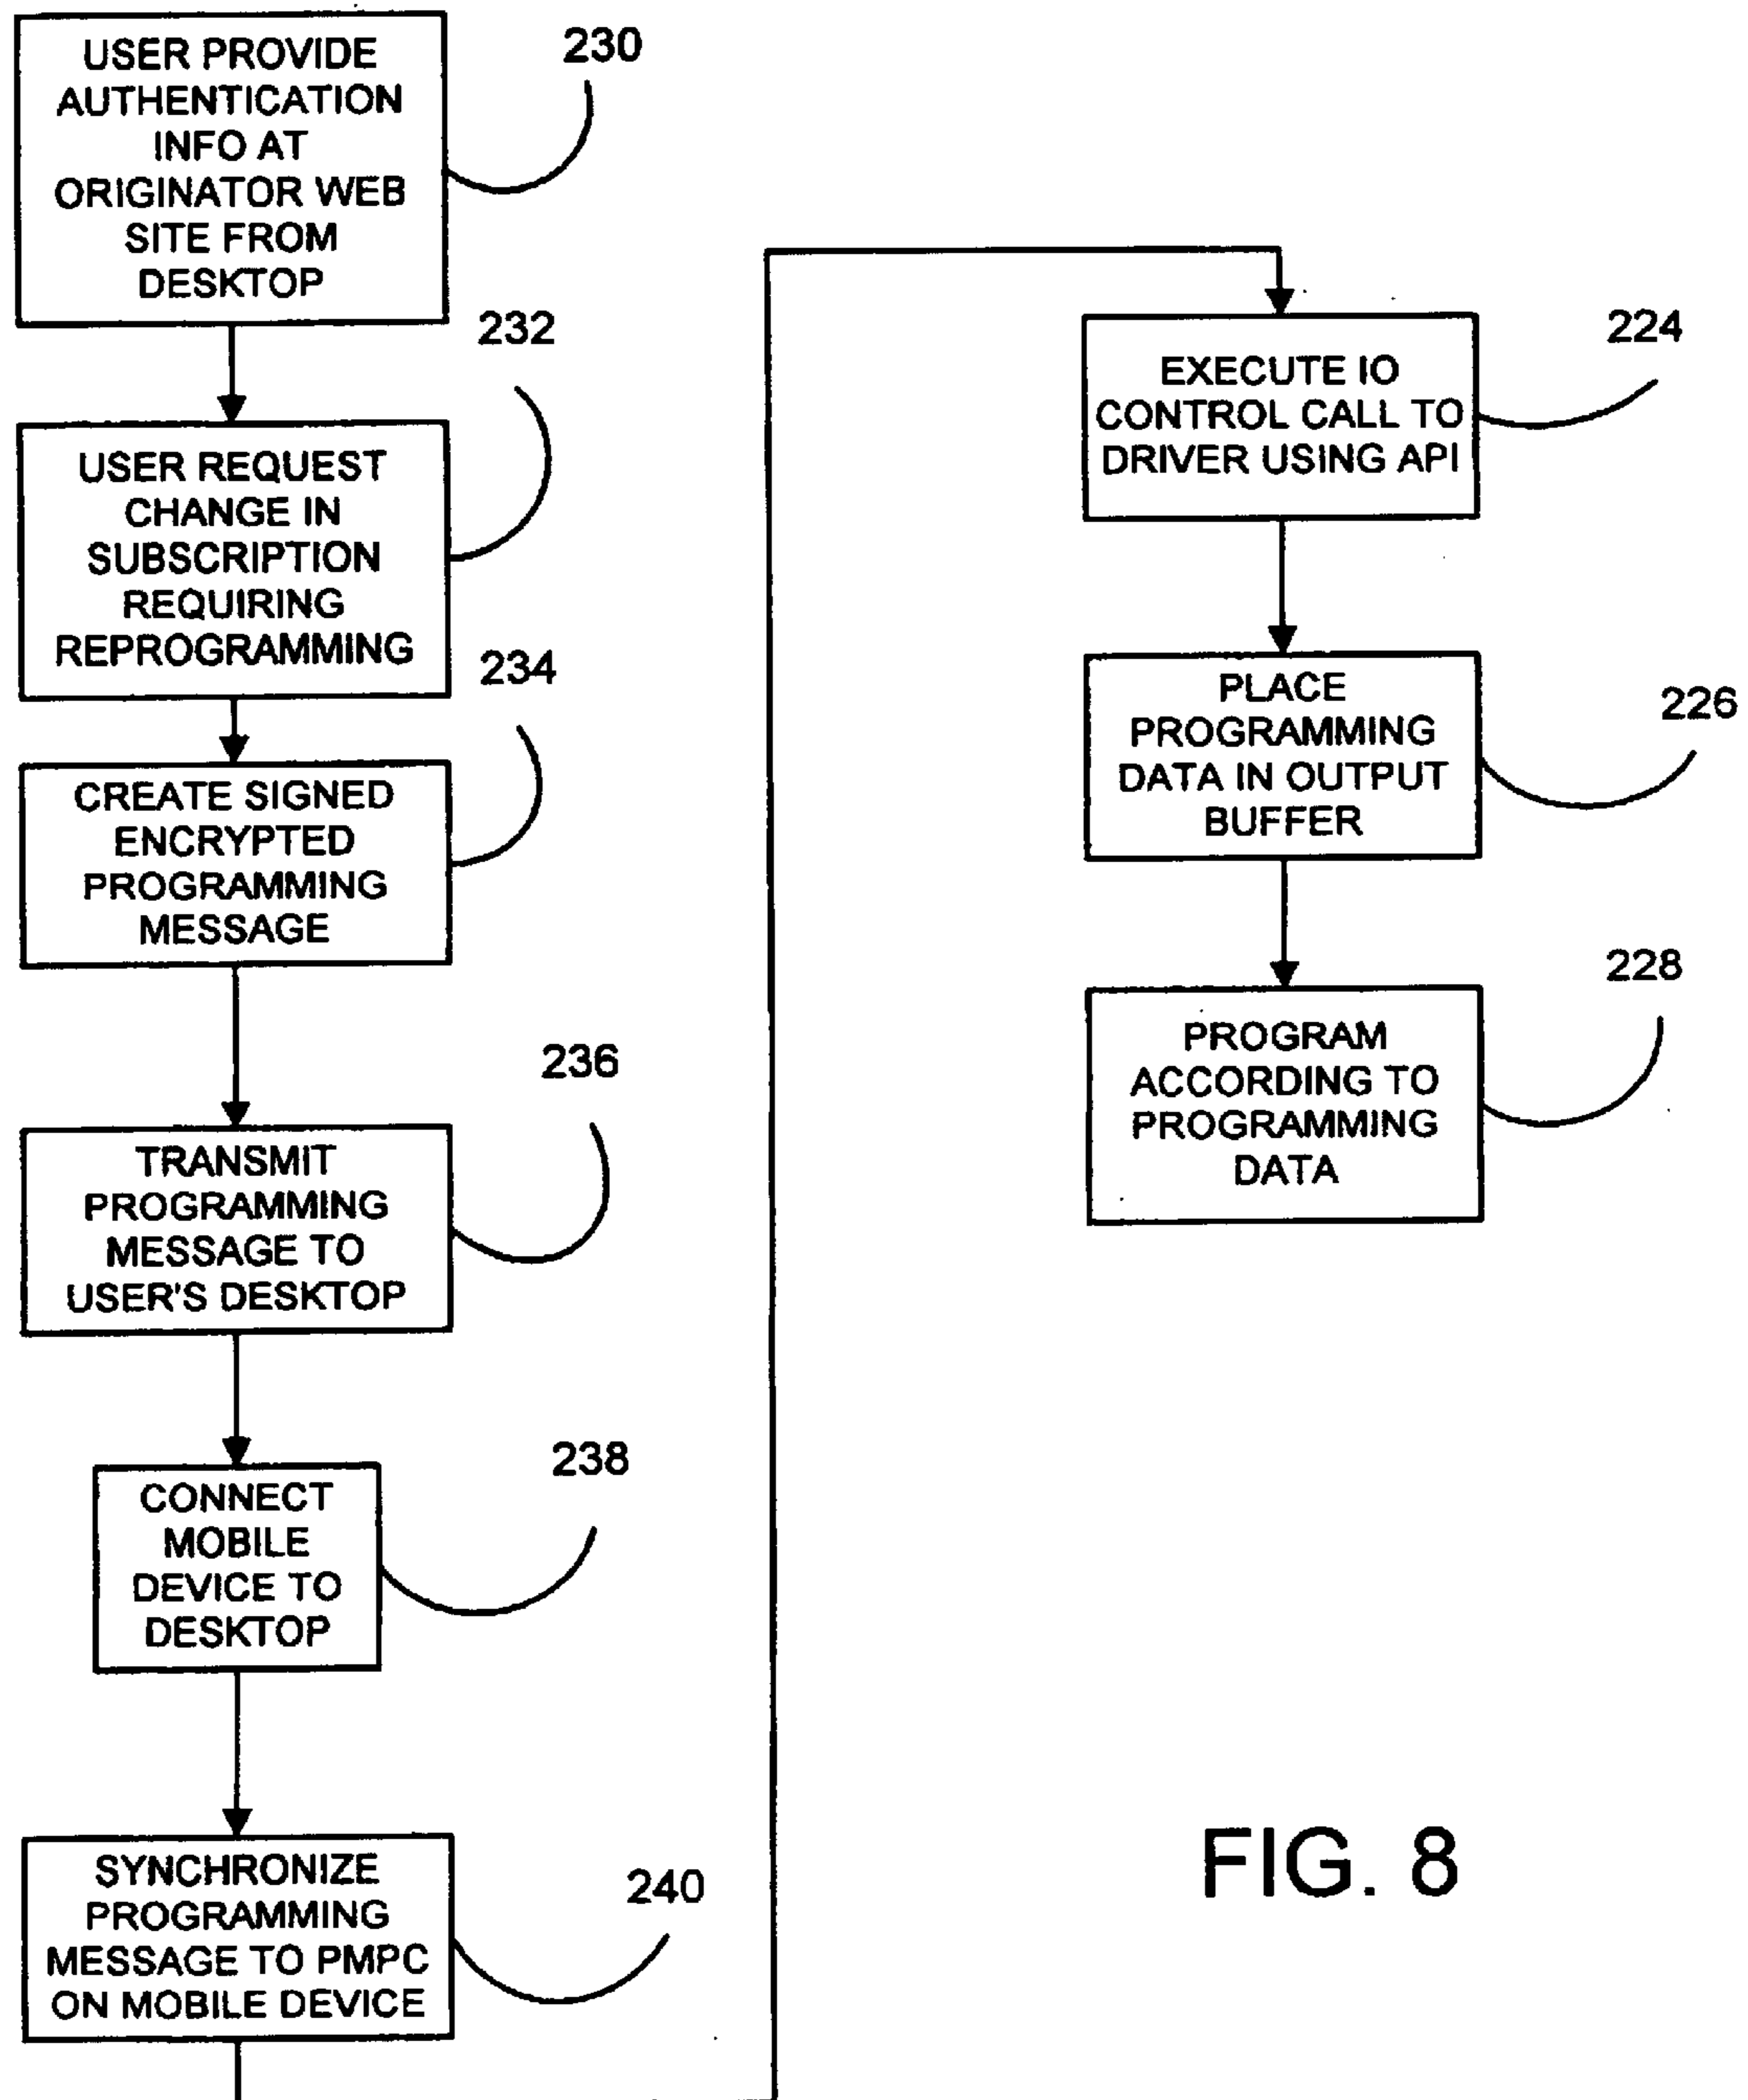 USER PROVIDE
AUTHENTICATION
INFO AT
ORIGINATOR WEB
SITE FROM
DESKTOP
230
USER REQUEST
CHANGE IN
SUBSCRIPTION
REQUIRING
REPROGRAMMING
232
CREATE SIGNED
ENCRYPTED
PROGRAMMING
MESSAGE
234
TRANSMIT
PROGRAMMING
MESSAGE TO
USER'S DESKTOP
236
CONNECT
MOBILE
DEVICE TO
DESKTOP
238
SYNCHRONIZE
PROGRAMMING
MESSAGE TO PMPC
ON MOBILE DEVICE
240
EXECUTE IO
CONTROL CALL TO
DRIVER USING API
224
PLACE
PROGRAMMING
DATA IN OUTPUT
BUFFER
226
PROGRAM
ACCORDING TO
PROGRAMMING
DATA
228
FIG. 8